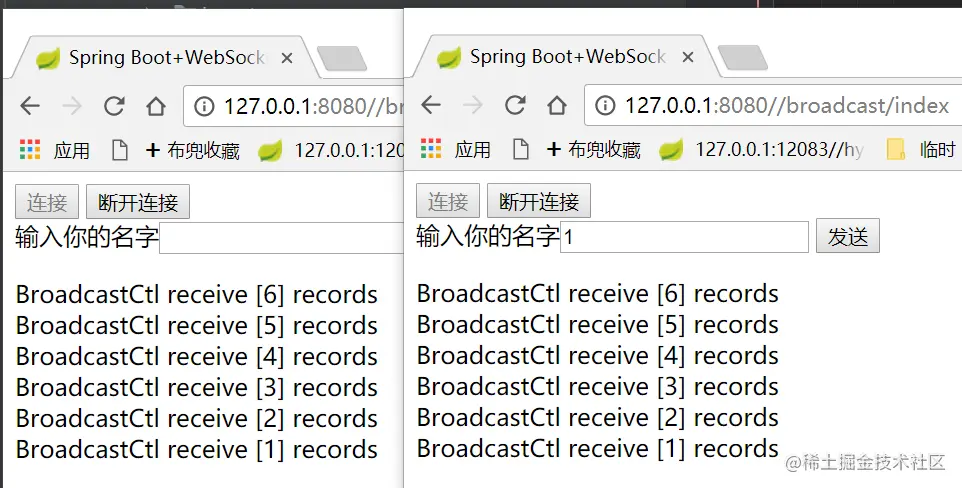 Spring Boot+WebSock
127.0.0.1:8080//br
应用
布兜收藏
127.0.0.1:120
连接 断开连接
输入你的名字
BroadcastCtl receive [6] records
BroadcastCtl receive [5] records
BroadcastCtl receive [4] records
BroadcastCtl receive [3] records
BroadcastCtl receive [2] records
BroadcastCtl receive [1] records
Spring Boot+WebSock
127.0.0.1:8080//broadcast/index
应用
布兜收藏
127.0.0.1:12083//hy
临时
连接 断开连接
输入你的名字 1 发送
BroadcastCtl receive [6] records
BroadcastCtl receive [5] records
BroadcastCtl receive [4] records
BroadcastCtl receive [3] records
BroadcastCtl receive [2] records
BroadcastCtl receive [1] records
@稀土掘金技术社区